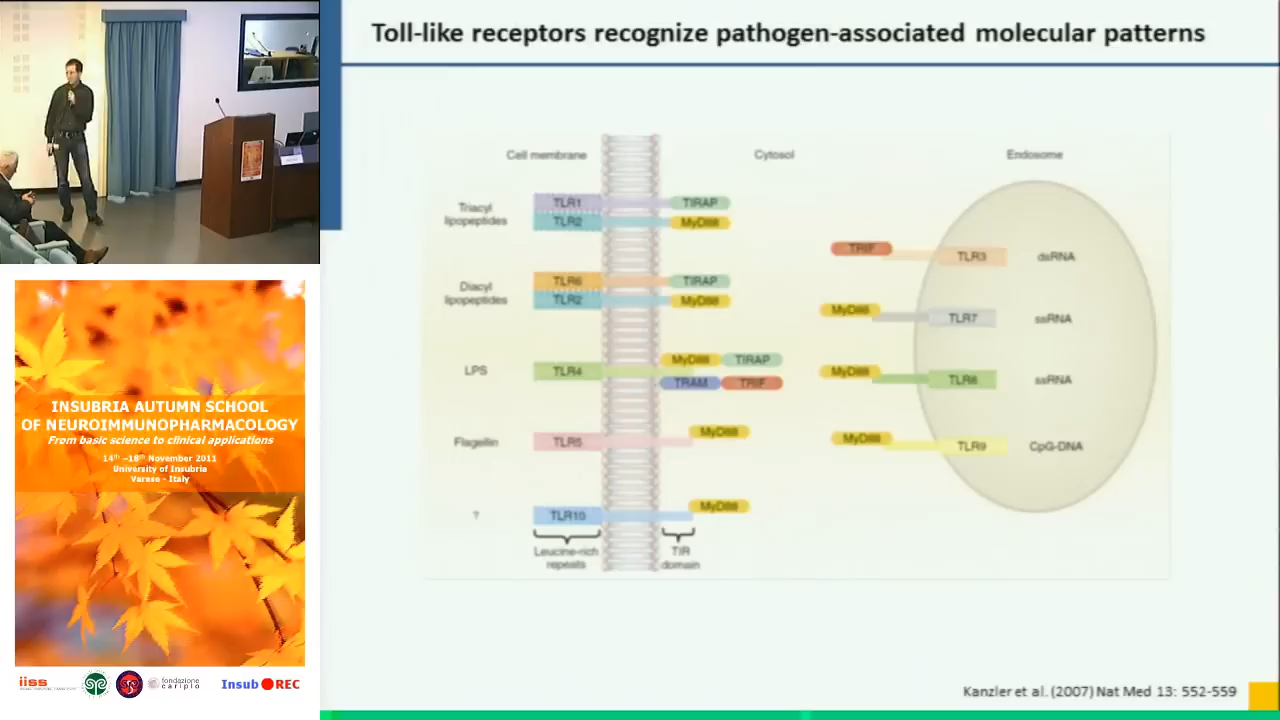 Toll-like receptors recognize pathogen-associated molecular patterns
Cell membrane
Cytosol
Endosome
Triacyl
lipopeptides
TLR1
TLR2
TIRAP
MyD88
Diacyl
lipopeptides
TLR6
TLR2
TIRAP
MyD88
LPS
TLR4
MyD88
TIRAP
TRAM
TRIF
Flagellin
TLR5
MyD88
?
TLR10
MyD88
Leucine-rich
repeats
TIR
domain
TRIF
TLR3
dsRNA
MyD88
TLR7
ssRNA
MyD88
TLR8
ssRNA
MyD88
TLR9
CpG-DNA
Kanzler et al. (2007) Nat Med 13: 552-559
INSUBRIA AUTUMN SCHOOL
OF NEUROIMMUNOPHARMACOLOGY
From basic science to clinical applications
14th –18th November 2011
University of Insubria
Varese - Italy
iiss
fondazione
cariplo
Insub REC